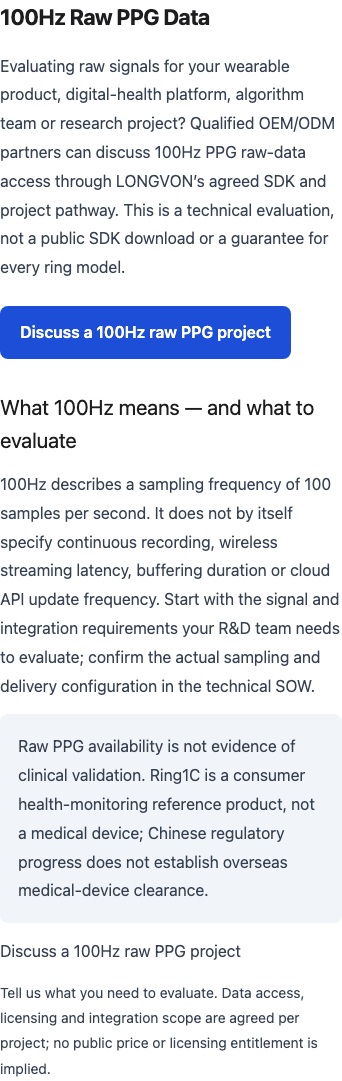 100Hz Raw PPG Data
Evaluating raw signals for your wearable
product, digital-health platform, algorithm
team or research project? Qualified OEM/ODM
partners can discuss 100Hz PPG raw-data
access through LONGVON’s agreed SDK and
project pathway. This is a technical evaluation,
not a public SDK download or a guarantee for
every ring model.
Discuss a 100Hz raw PPG project
What 100Hz means — and what to
evaluate
100Hz describes a sampling frequency of 100
samples per second. It does not by itself
specify continuous recording, wireless
streaming latency, buffering duration or cloud
API update frequency. Start with the signal and
integration requirements your R&D team needs
to evaluate; confirm the actual sampling and
delivery configuration in the technical SOW.
Raw PPG availability is not evidence of
clinical validation. Ring1C is a consumer
health-monitoring reference product, not
a medical device; Chinese regulatory
progress does not establish overseas
medical-device clearance.
Discuss a 100Hz raw PPG project
Tell us what you need to evaluate. Data access,
licensing and integration scope are agreed per
project; no public price or licensing entitlement is
implied.